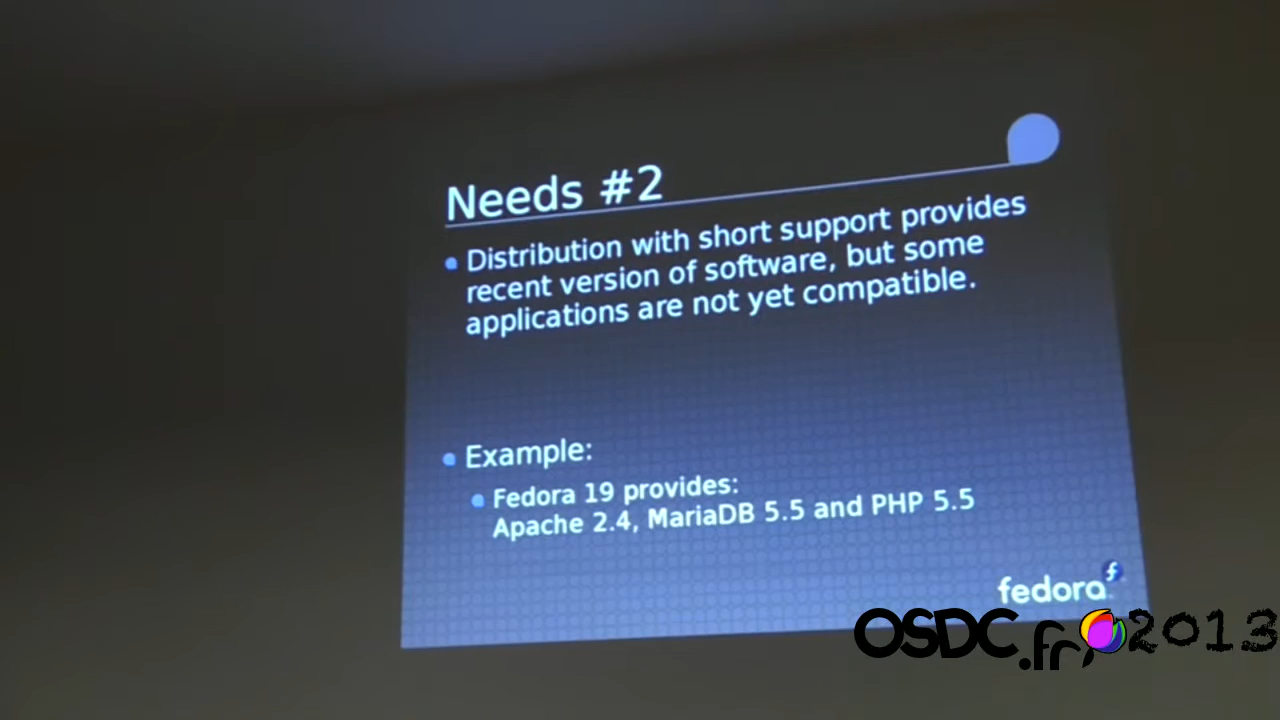 Needs #2
Distribution with short support provides
recent version of software, but some
applications are not yet compatible.
Example:
Fedora 19 provides:
Apache 2.4, MariaDB 5.5 and PHP 5.5
fedora
OSDC.fr 2013